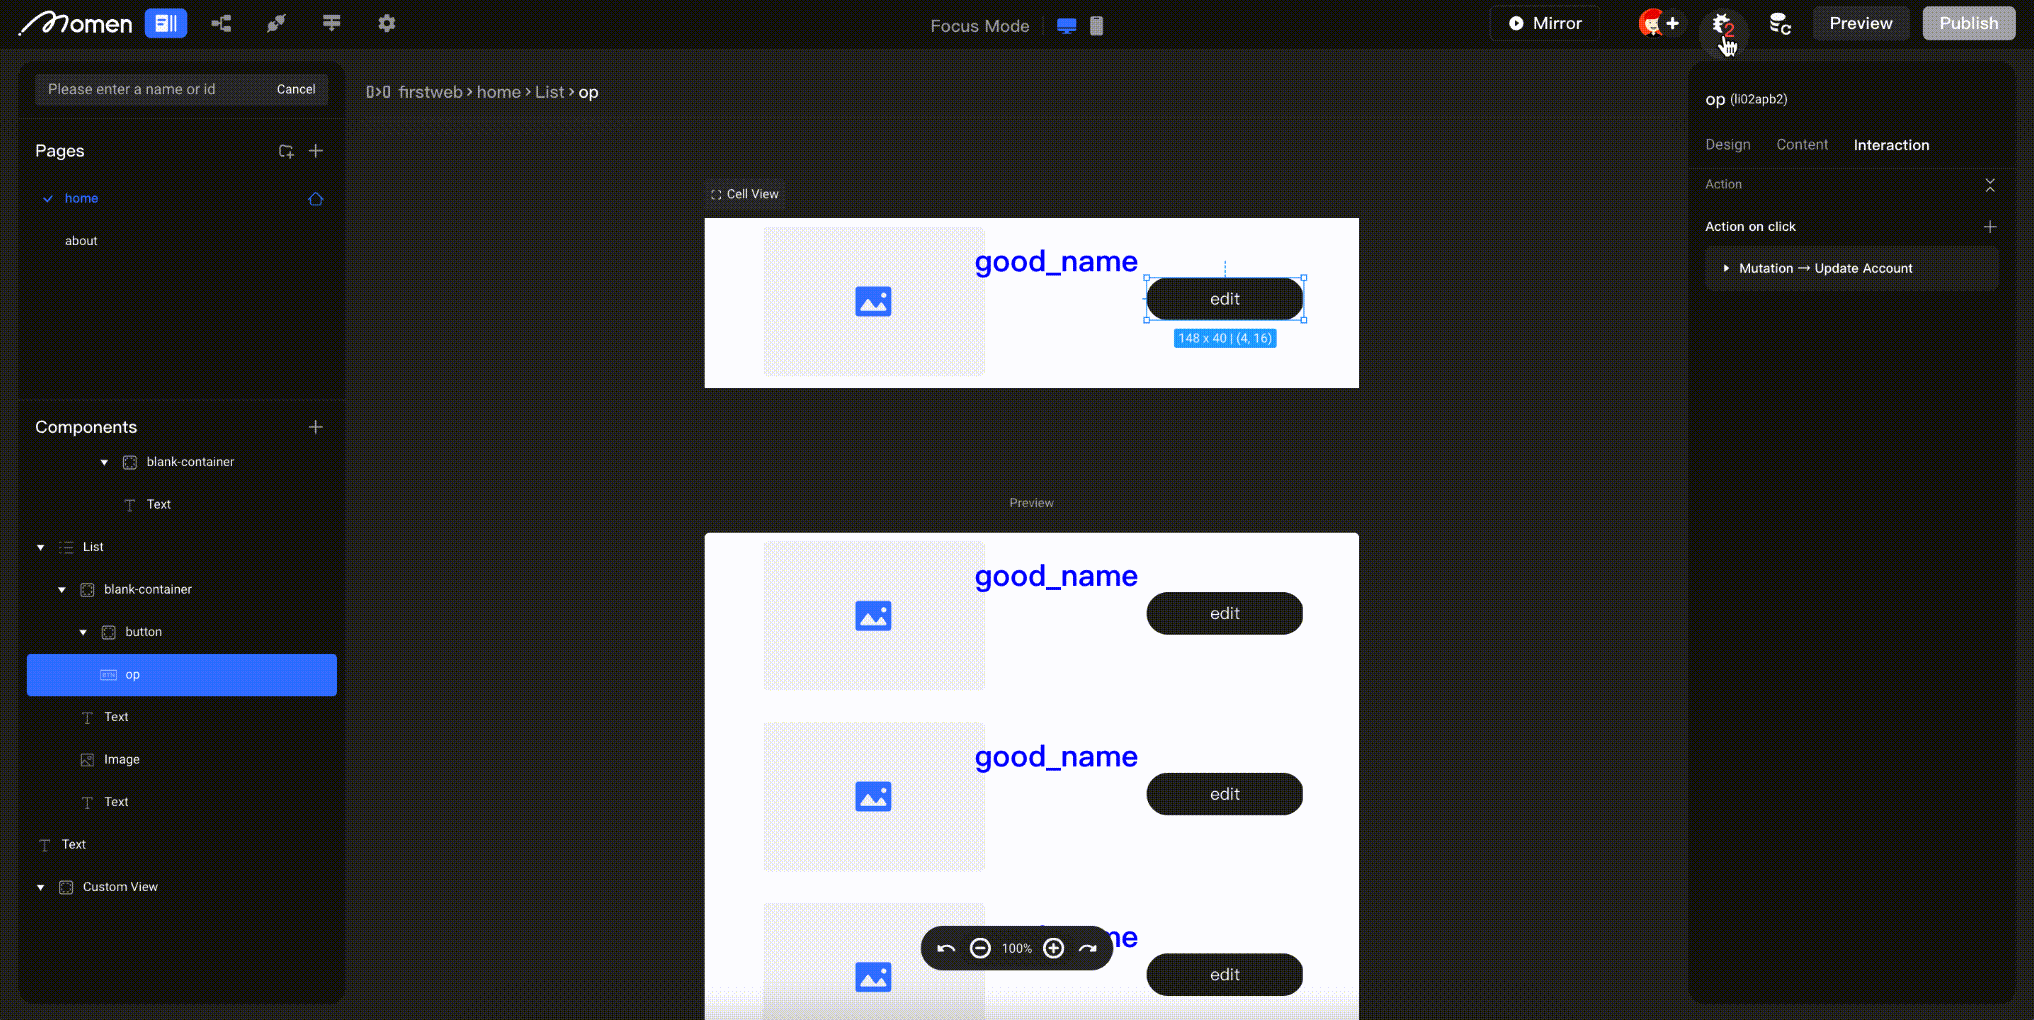 Momen
Focus Mode
Mirror
2
Preview
Publish
Please enter a name or id
Cancel
firstweb › home › List › op
Pages
home
about
Cell View
good_name
edit
148 x 40 | (4, 16)
Components
blank-container
Text
List
blank-container
button
op
Text
Image
Text
Text
Custom View
Preview
good_name
edit
good_name
edit
me
edit
100%
op (li02apb2)
Design
Content
Interaction
Action
Action on click
Mutation → Update Account